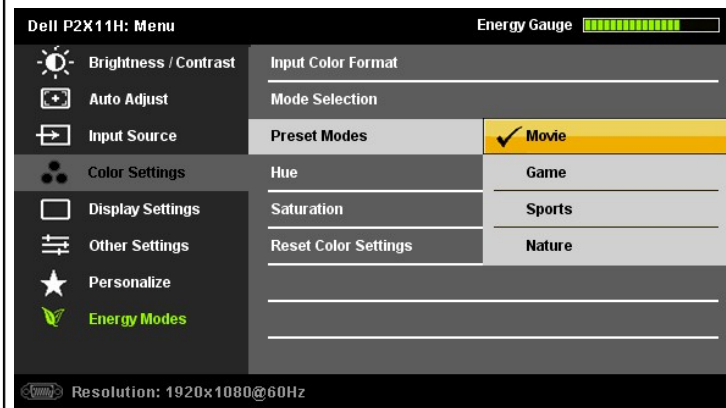 Dell P2X11H: Menu Energy Gauge
Brightness / Contrast Input Color Format
Auto Adjust Mode Selection
Input Source Preset Modes Movie
Color Settings Hue Game
Display Settings Saturation Sports
Other Settings Reset Color Settings Nature
Personalize
Energy Modes
Resolution: 1920x1080@60Hz